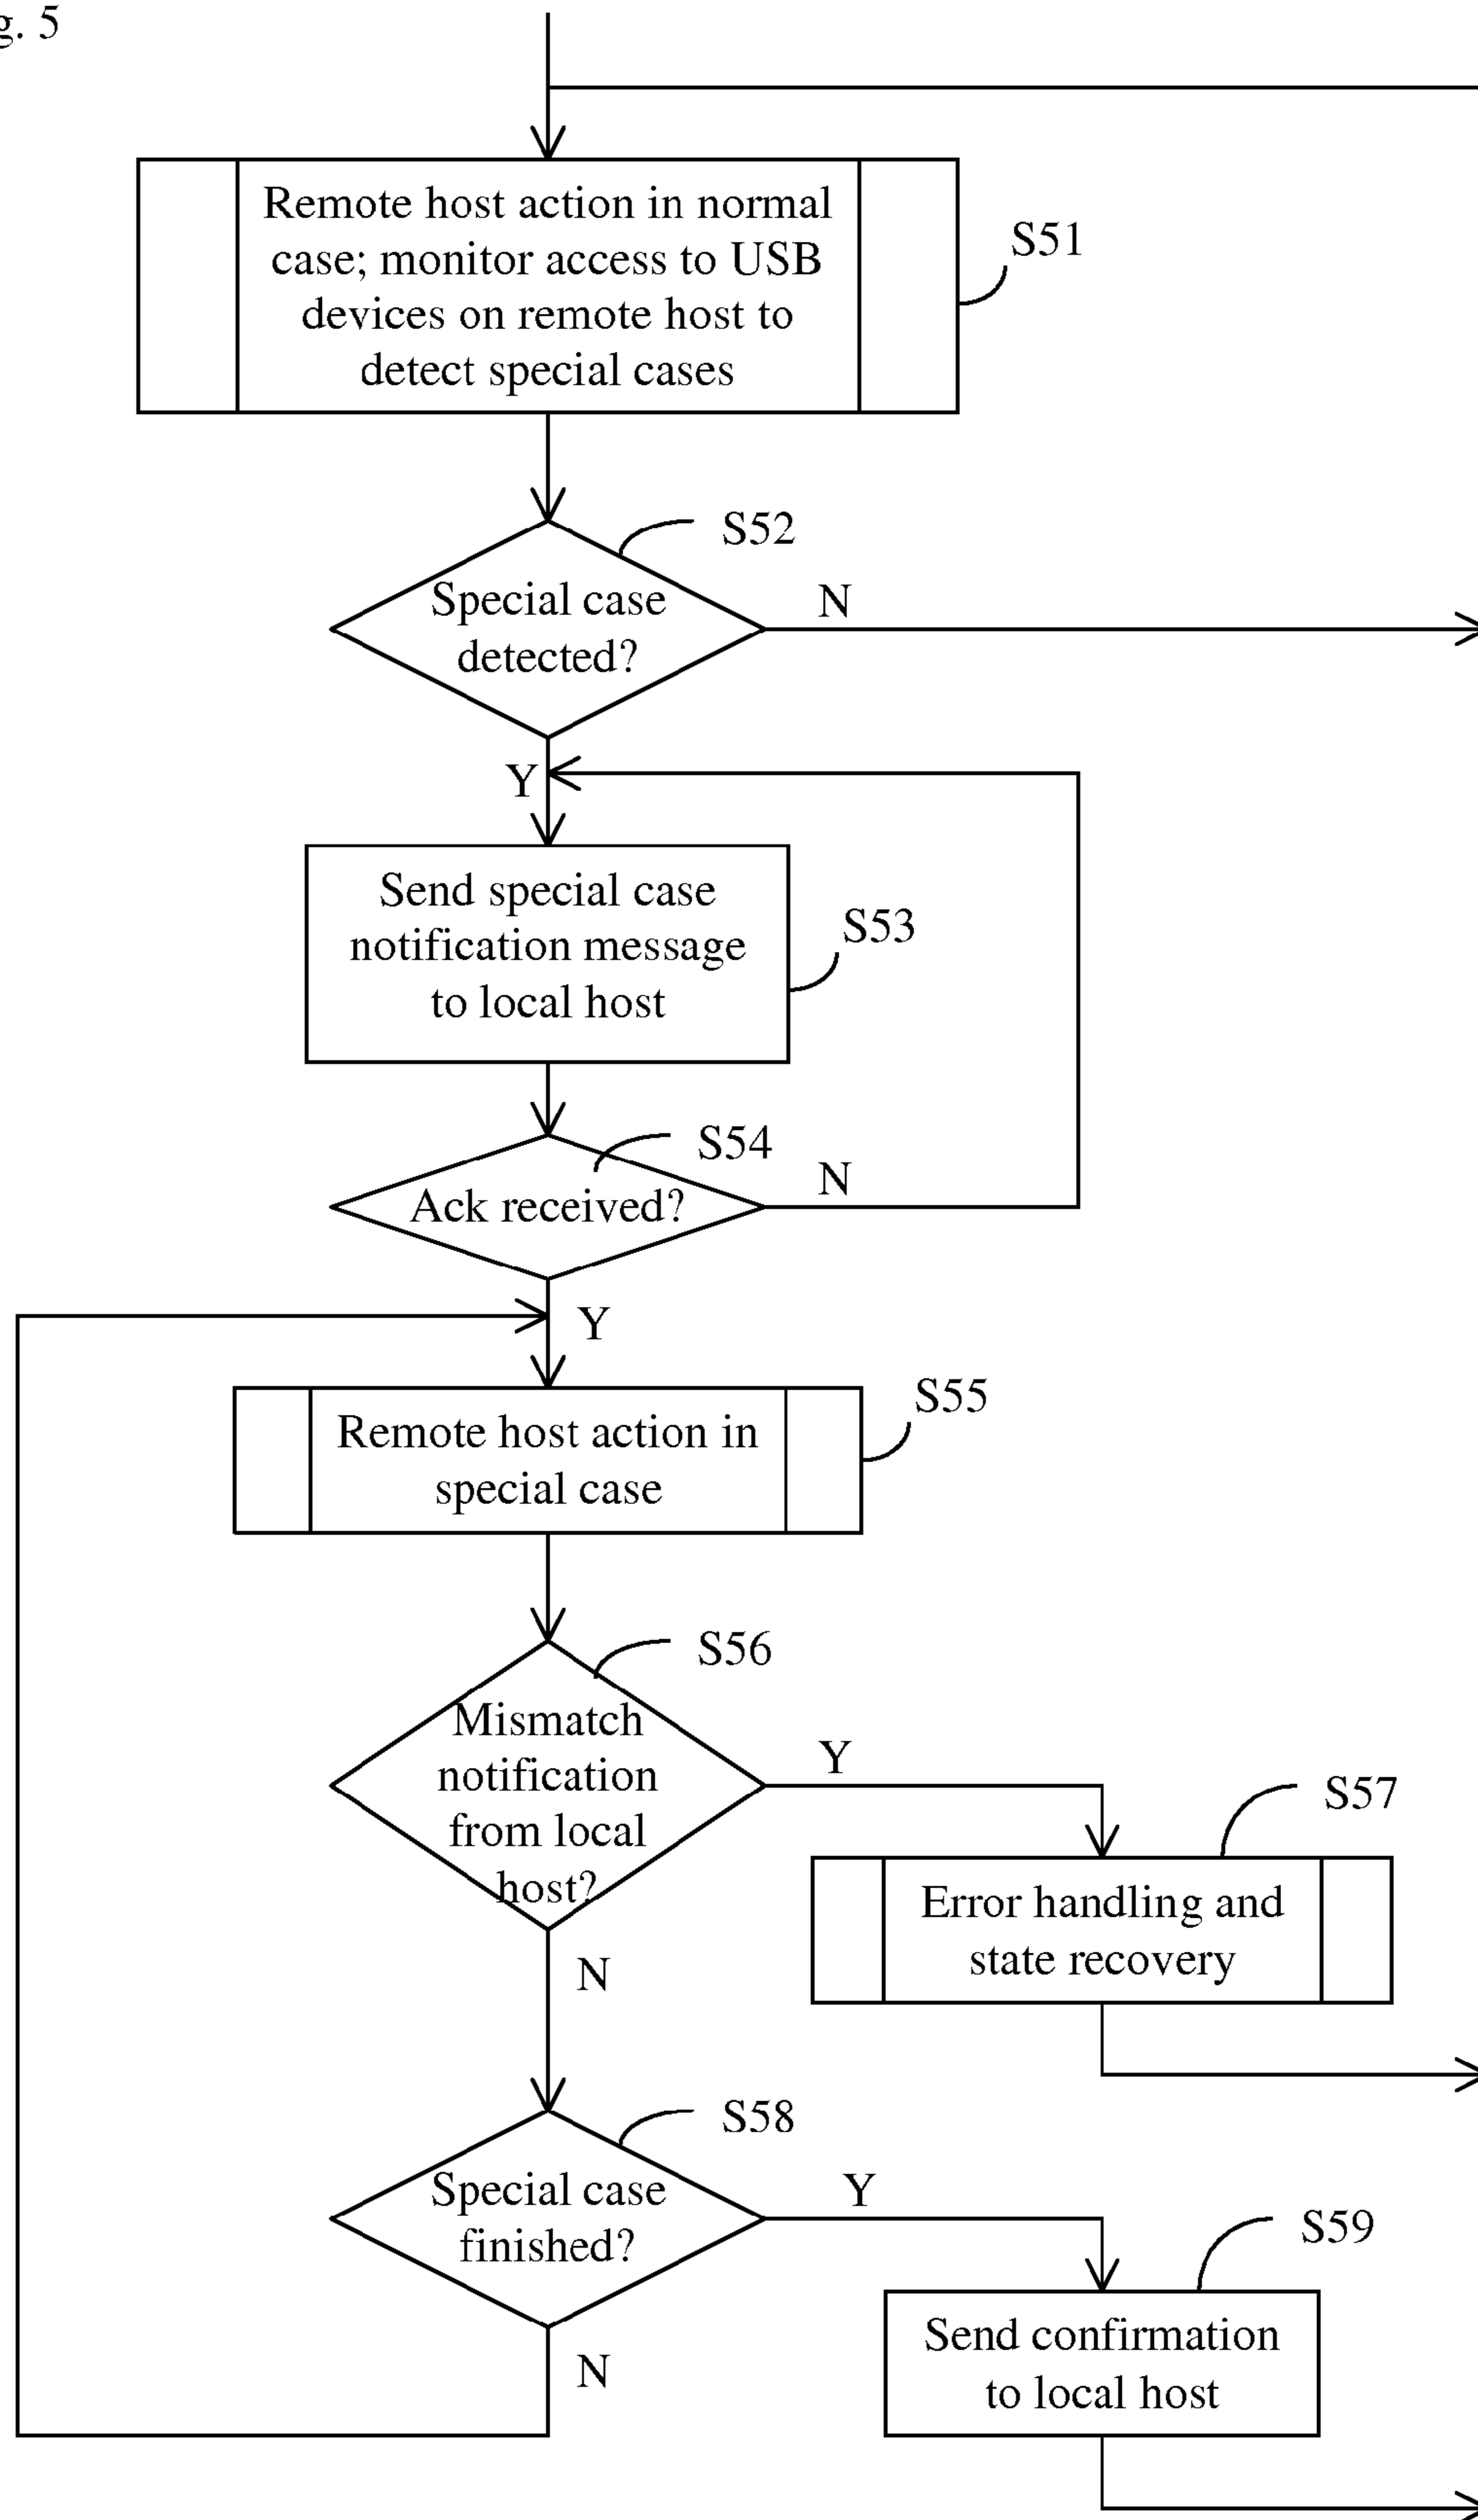 g. 5
Remote host action in normal
case; monitor access to USB
devices on remote host to
detect special cases
S51
S52
Special case
detected?
N
Y
Send special case
notification message
to local host
S53
S54
Ack received?
N
Y
Remote host action in
special case
S55
S56
Mismatch
notification
from local
host?
Y
S57
Error handling and
state recovery
N
S58
Special case
finished?
Y
S59
Send confirmation
to local host
N